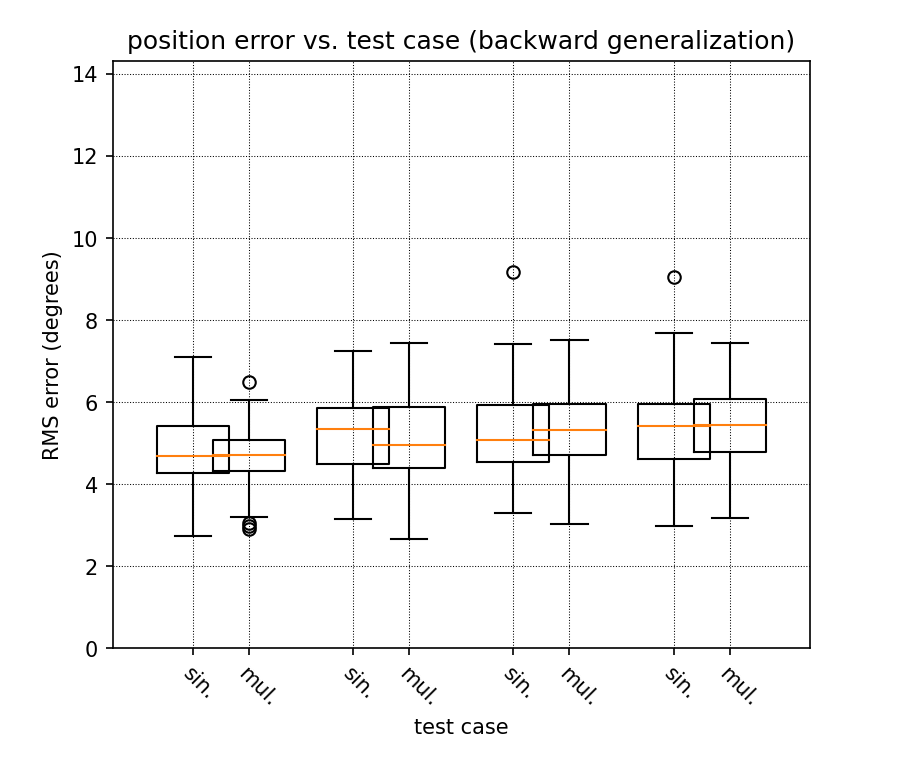 position error vs. test case (backward generalization)
14
12
10
8
6
4
2
0
RMS error (degrees)
sin. mul. sin. mul. sin. mul. sin. mul.
test case